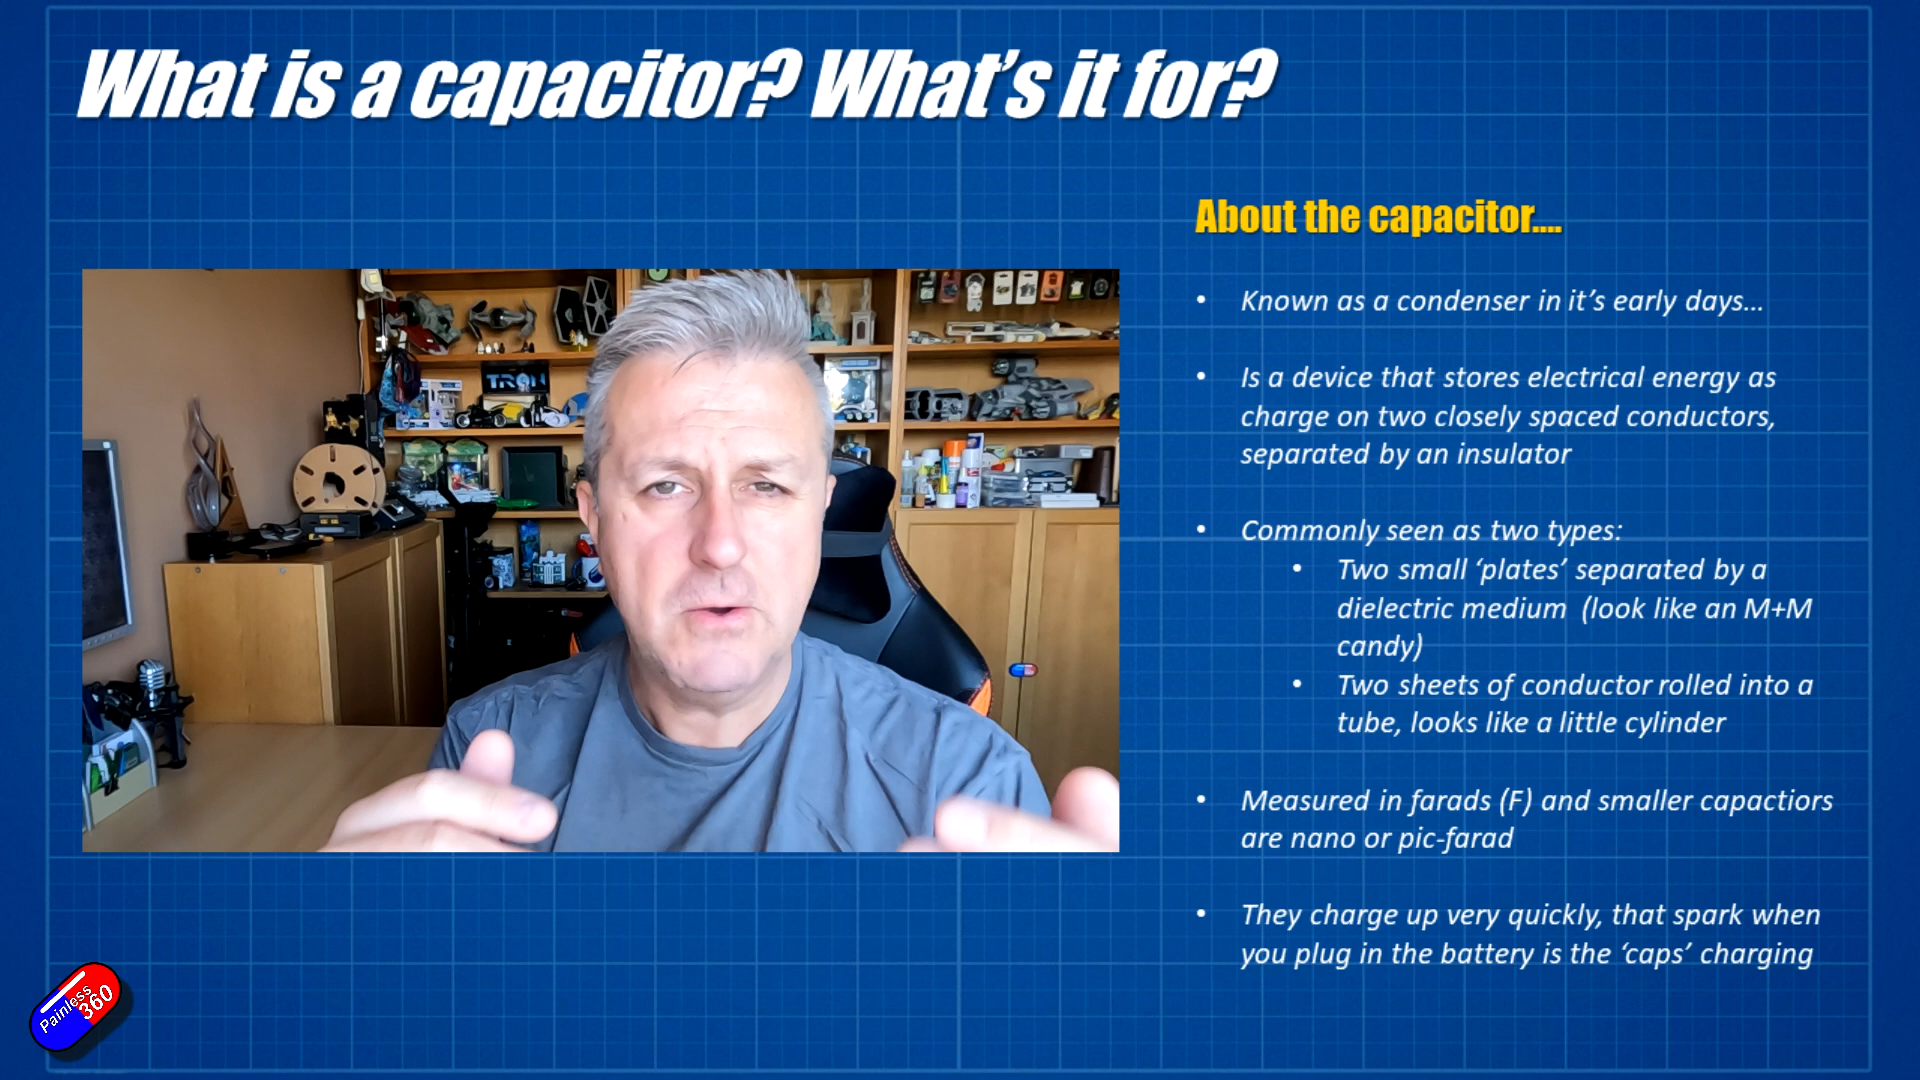 What is a capacitor? What's it for?
About the capacitor....
• Known as a condenser in it's early days...
• Is a device that stores electrical energy as
charge on two closely spaced conductors,
separated by an insulator
• Commonly seen as two types:
• Two small 'plates' separated by a
dielectric medium (look like an M+M
candy)
• Two sheets of conductor rolled into a
tube, looks like a little cylinder
• Measured in farads (F) and smaller capactiors
are nano or pic-farad
• They charge up very quickly, that spark when
you plug in the battery is the 'caps' charging
TRON
Painless
360